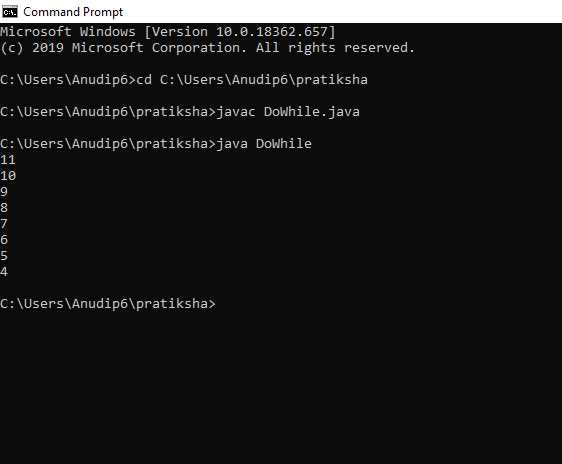 Command Prompt
Microsoft Windows [Version 10.0.18362.657]
(c) 2019 Microsoft Corporation. All rights reserved.
C:\Users\Anudip6>cd C:\Users\Anudip6\pratiksha
C:\Users\Anudip6\pratiksha>javac DoWhile.java
C:\Users\Anudip6\pratiksha>java DoWhile
11
10
9
8
7
6
5
4
C:\Users\Anudip6\pratiksha>